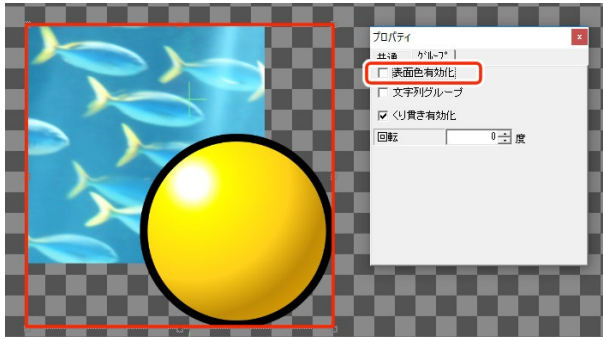 プロパティ
x
共通 グループ
表面色有効化
文字列グループ
くり貫き有効化
回転 0 度